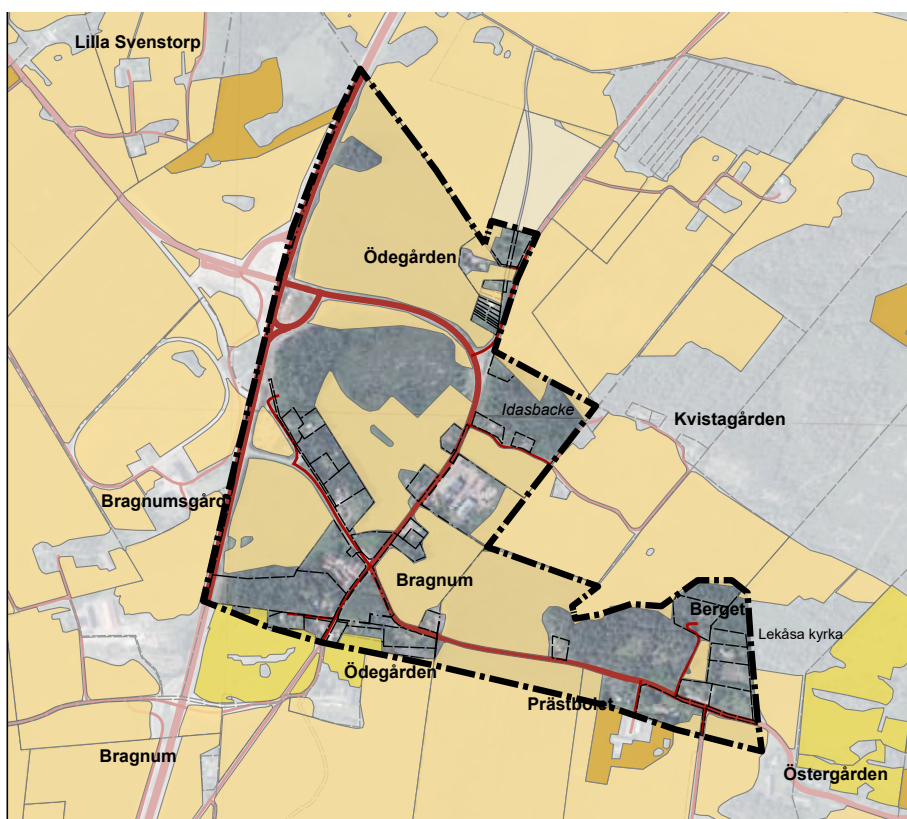 Lilla Svenstorp
Ödegården
Idasbacke
Kvistagården
Bragnumsgård
Bragnum
Berget
Lekåsa kyrka
Ödegården
Prästbolet
Bragnum
Östergården